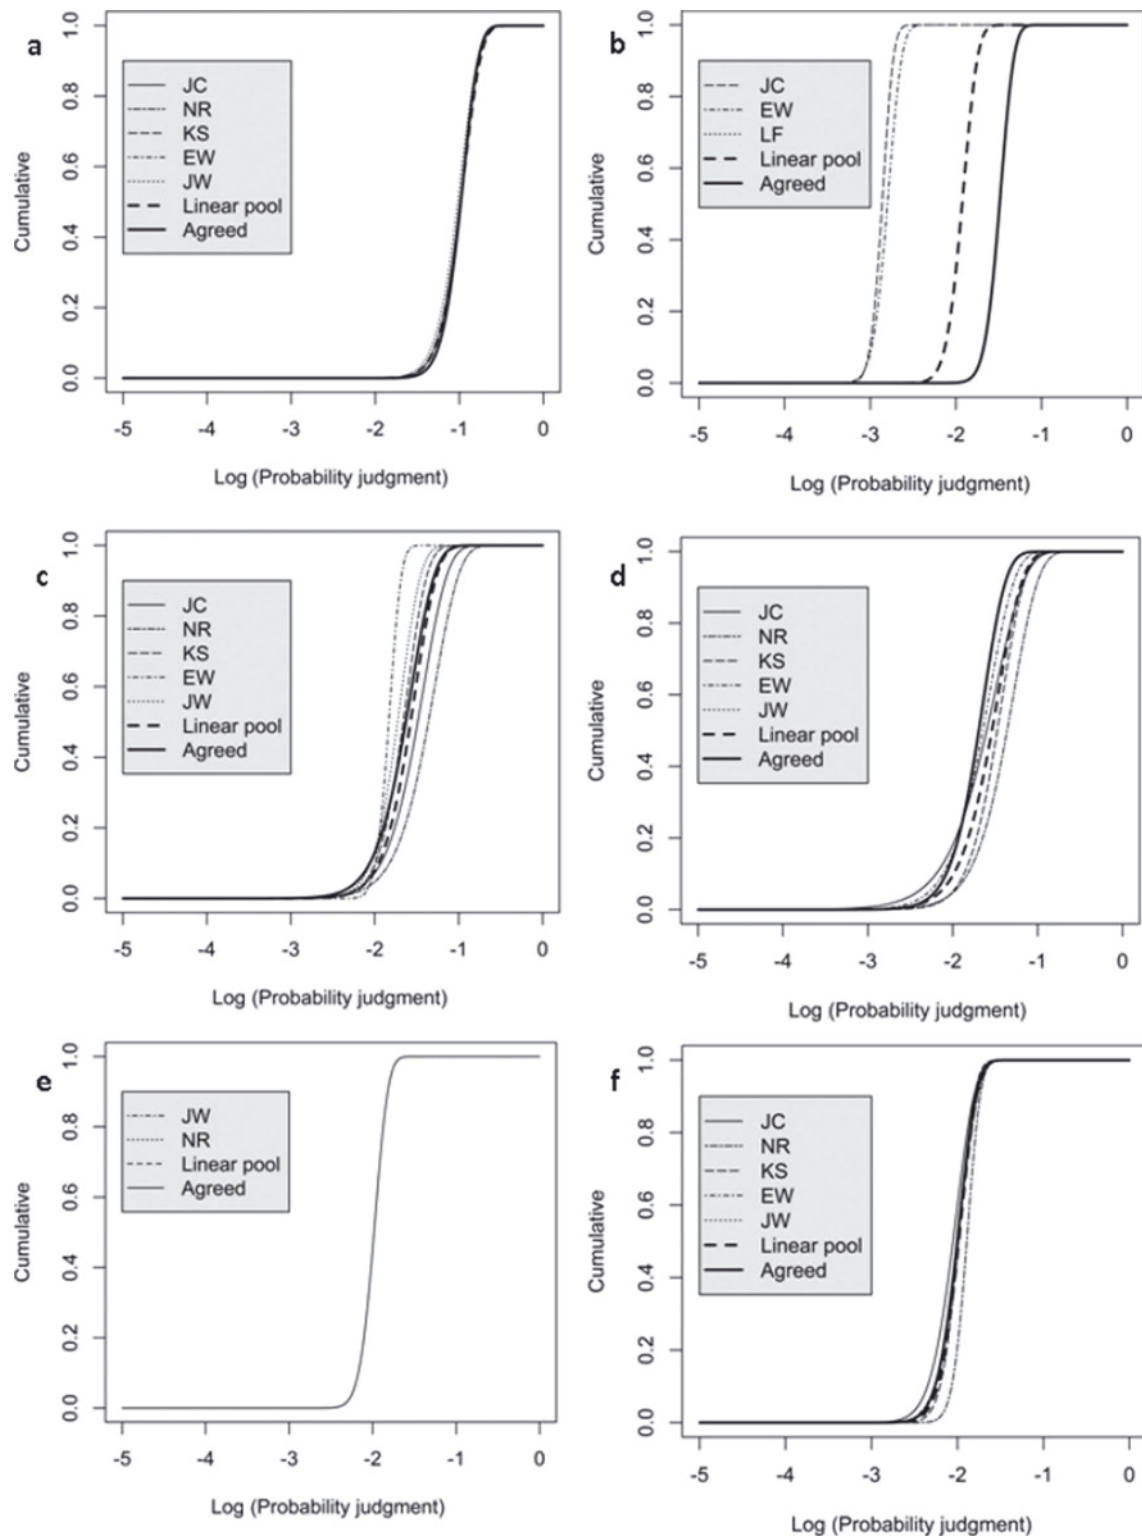 a
1.0
0.8
0.6
0.4
0.2
0.0
Cumulative
JC
NR
KS
EW
JW
Linear pool
Agreed
-5 -4 -3 -2 -1 0
Log (Probability judgment)
b
1.0
0.8
0.6
0.4
0.2
0.0
Cumulative
JC
EW
LF
Linear pool
Agreed
-5 -4 -3 -2 -1 0
Log (Probability judgment)
c
1.0
0.8
0.6
0.4
0.2
0.0
Cumulative
JC
NR
KS
EW
JW
Linear pool
Agreed
-5 -4 -3 -2 -1 0
Log (Probability judgment)
d
1.0
0.8
0.6
0.4
0.2
0.0
Cumulative
JC
NR
KS
EW
JW
Linear pool
Agreed
-5 -4 -3 -2 -1 0
Log (Probability judgment)
e
1.0
0.8
0.6
0.4
0.2
0.0
Cumulative
JW
NR
Linear pool
Agreed
-5 -4 -3 -2 -1 0
Log (Probability judgment)
f
1.0
0.8
0.6
0.4
0.2
0.0
Cumulative
JC
NR
KS
EW
JW
Linear pool
Agreed
-5 -4 -3 -2 -1 0
Log (Probability judgment)